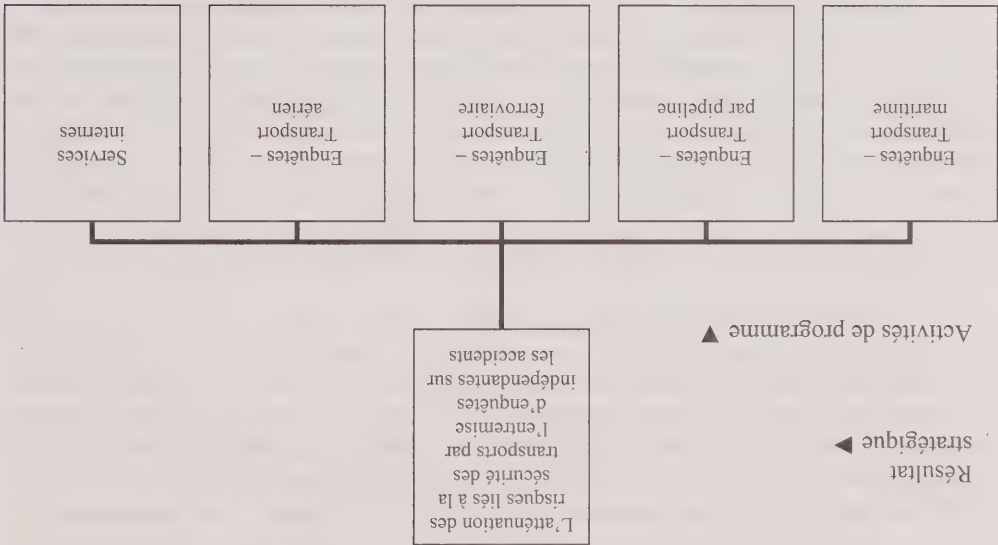 Résultat
stratégique
L'atténuation des
risques liés à la
sécurité des
transports par
l'entremise
d'enquêtes
indépendantes sur
les accidents
Activités de programme
Enquêtes –
Transport
maritime
Enquêtes –
Transport
par pipeline
Enquêtes –
Transport
ferroviaire
Enquêtes –
Transport
aérien
Services
internes